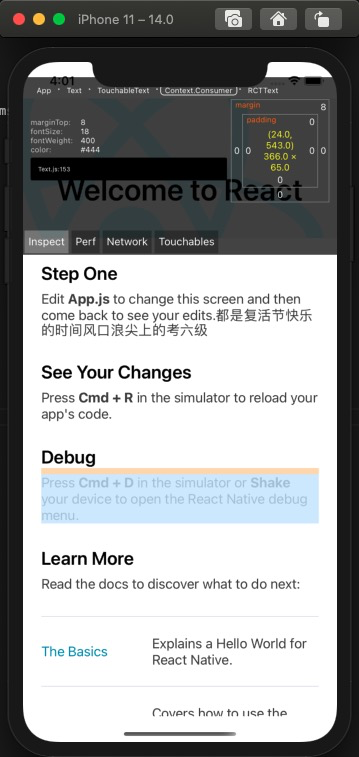 iPhone 11 – 14.0
4:01
App • Text • TouchableText • Context.Consumer • RCTText
marginTop: 8
fontSize: 18
fontWeight: 400
color: #444
Text.js:153
margin 8
padding 0
0 0 (24.0, 543.0) 0 0
366.0 × 65.0
0
0
Welcome to React
Inspect Perf Network Touchables
Step One
Edit App.js to change this screen and then
come back to see your edits.都是复活节快乐
的时间风口浪尖上的考六级
See Your Changes
Press Cmd + R in the simulator to reload your
app's code.
Debug
Press Cmd + D in the simulator or Shake
your device to open the React Native debug
menu.
Learn More
Read the docs to discover what to do next:
The Basics
Explains a Hello World for
React Native.
Covers how to use the